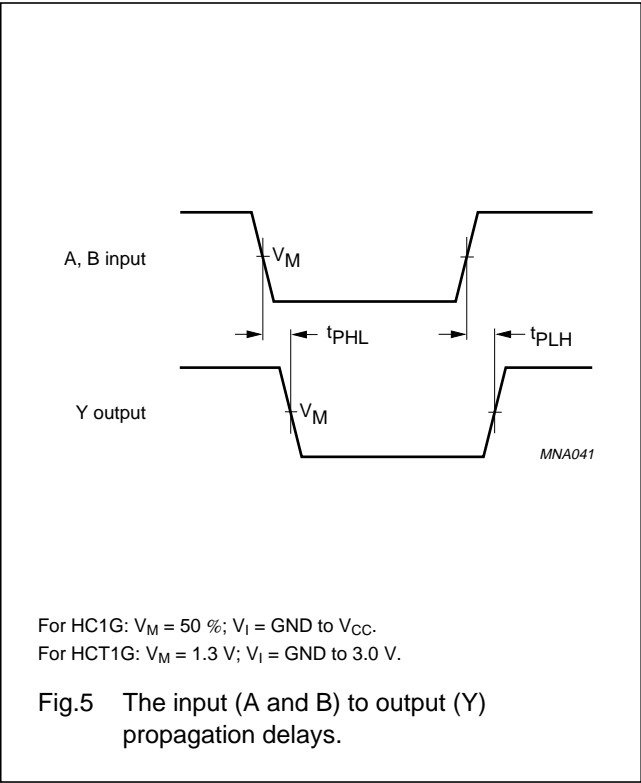 A, B input
VM
tPHL
tPLH
Y output
VM
MNA041
For HC1G: VM = 50 %; VI = GND to VCC.
For HCT1G: VM = 1.3 V; VI = GND to 3.0 V.
Fig.5 The input (A and B) to output (Y)
propagation delays.